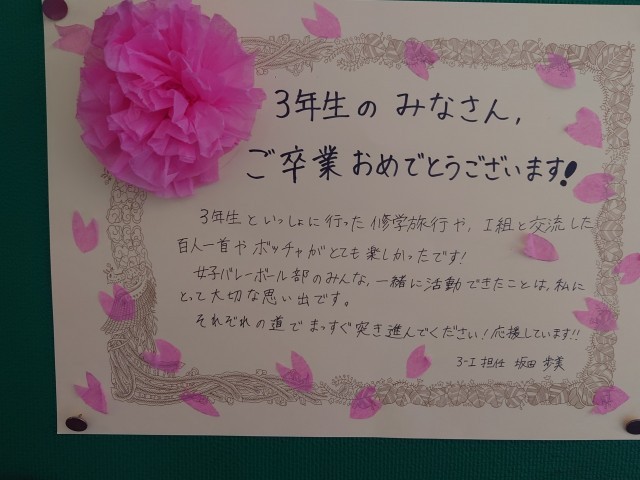 3年生の みなさん,
ご卒業 おめでとうございます!
3年生といっしょに行った修学旅行や, I組と交流した
百人一首やボッチャがとても楽しかったです!
女子バレーボール部のみんな, 一緒に活動できたことは, 私に
とって大切な思い出です。
それぞれの道でまっすぐ突き進んでください! 応援しています!!
3-I 担任 坂田 歩美